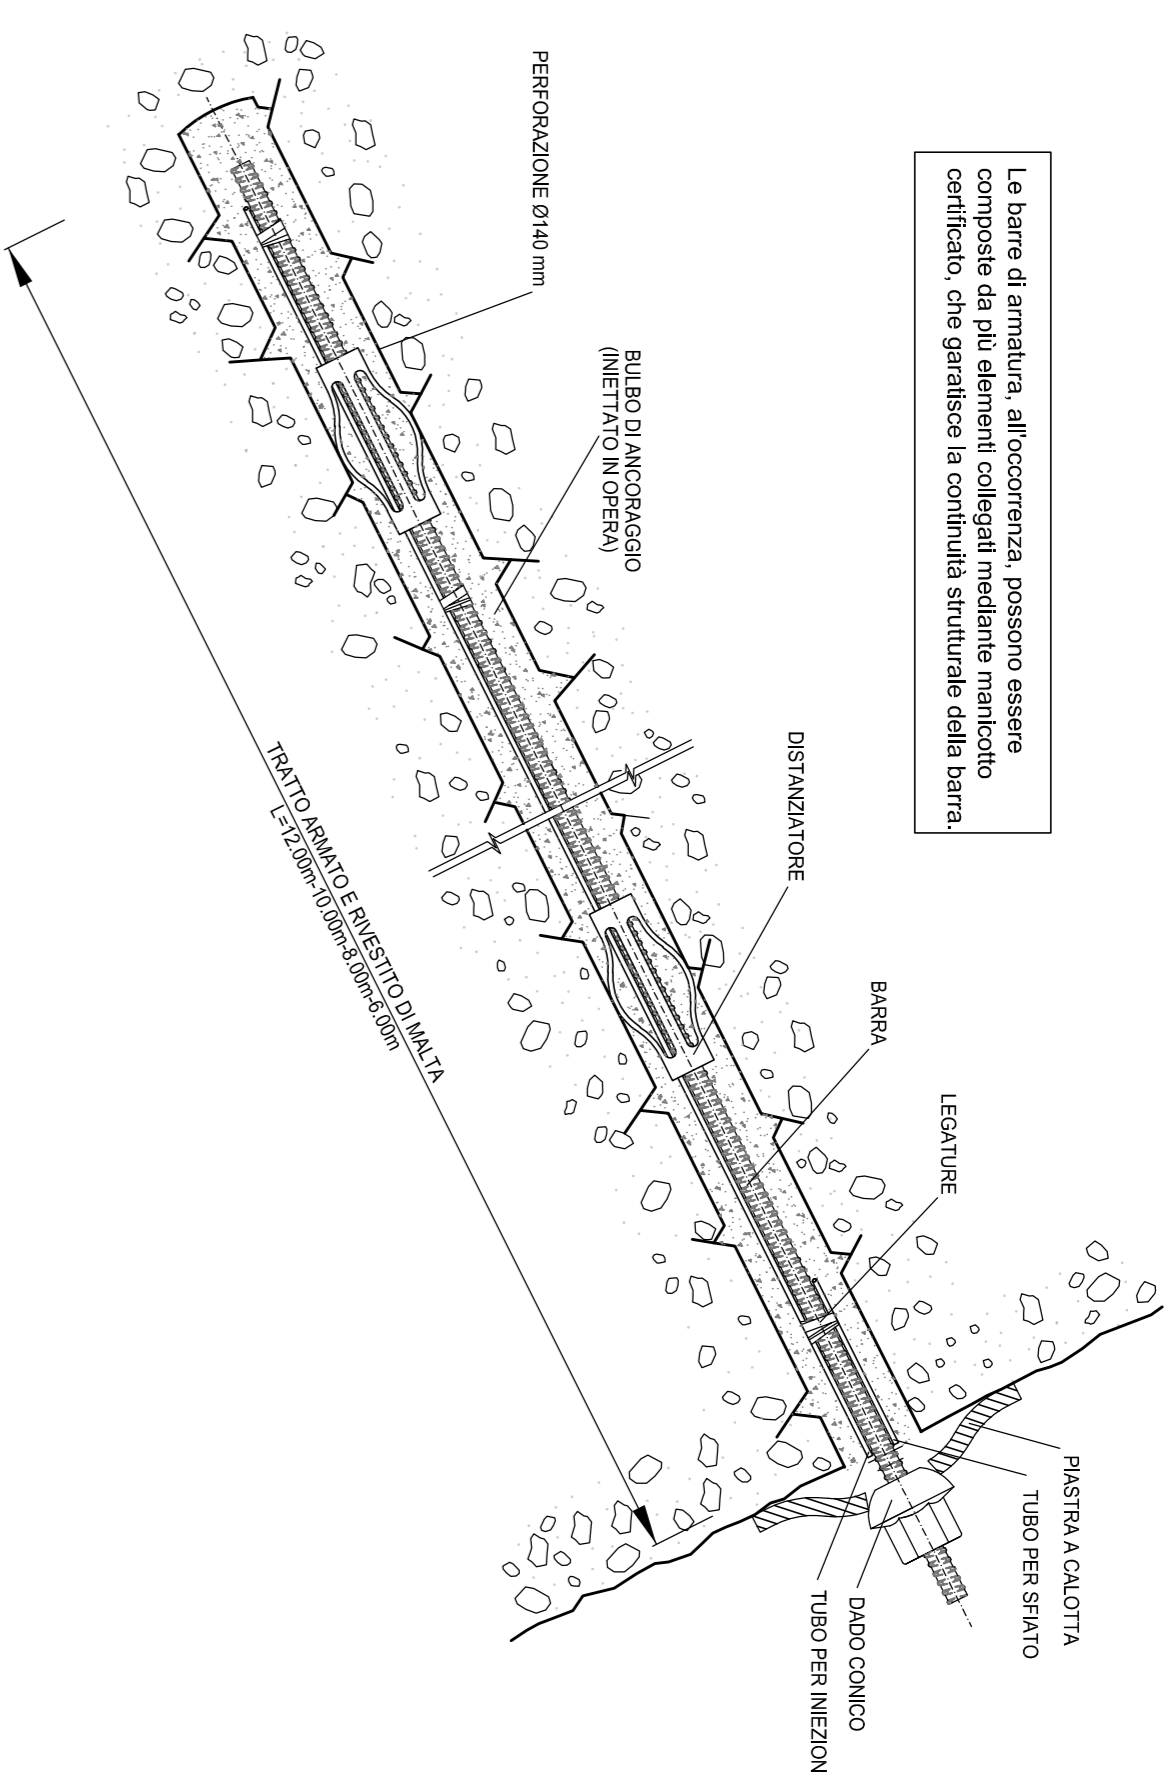 Le barre di armatura, all'occorrenza, possono essere
composte da più elementi collegati mediante manicotto
certificato, che garatisce la continuità strutturale della barra.
PERFORAZIONE Ø140 mm
BULBO DI ANCORAGGIO
(INIETTATO IN OPERA)
DISTANZIATORE
BARRA
LEGATURE
PIASTRA A CALOTTA
TUBO PER SFIATO
DADO CONICO
TUBO PER INIEZION
TRATTO ARMATO E RIVESTITO DI MALTA
L=12.00m-10.00m-8.00m-6.00m